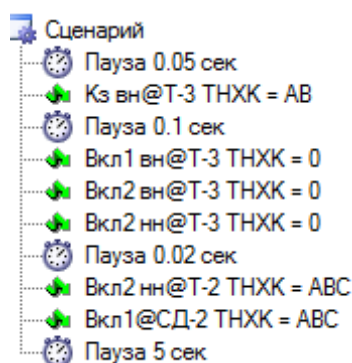 Сценарий
Пауза 0.05 сек
Кз вн@Т-3 ТНХК = АВ
Пауза 0.1 сек
Вкл1 вн@Т-3 ТНХК = 0
Вкл2 вн@Т-3 ТНХК = 0
Вкл2 нн@Т-3 ТНХК = 0
Пауза 0.02 сек
Вкл2 нн@Т-2 ТНХК = АВС
Вкл1@СД-2 ТНХК = АВС
Пауза 5 сек